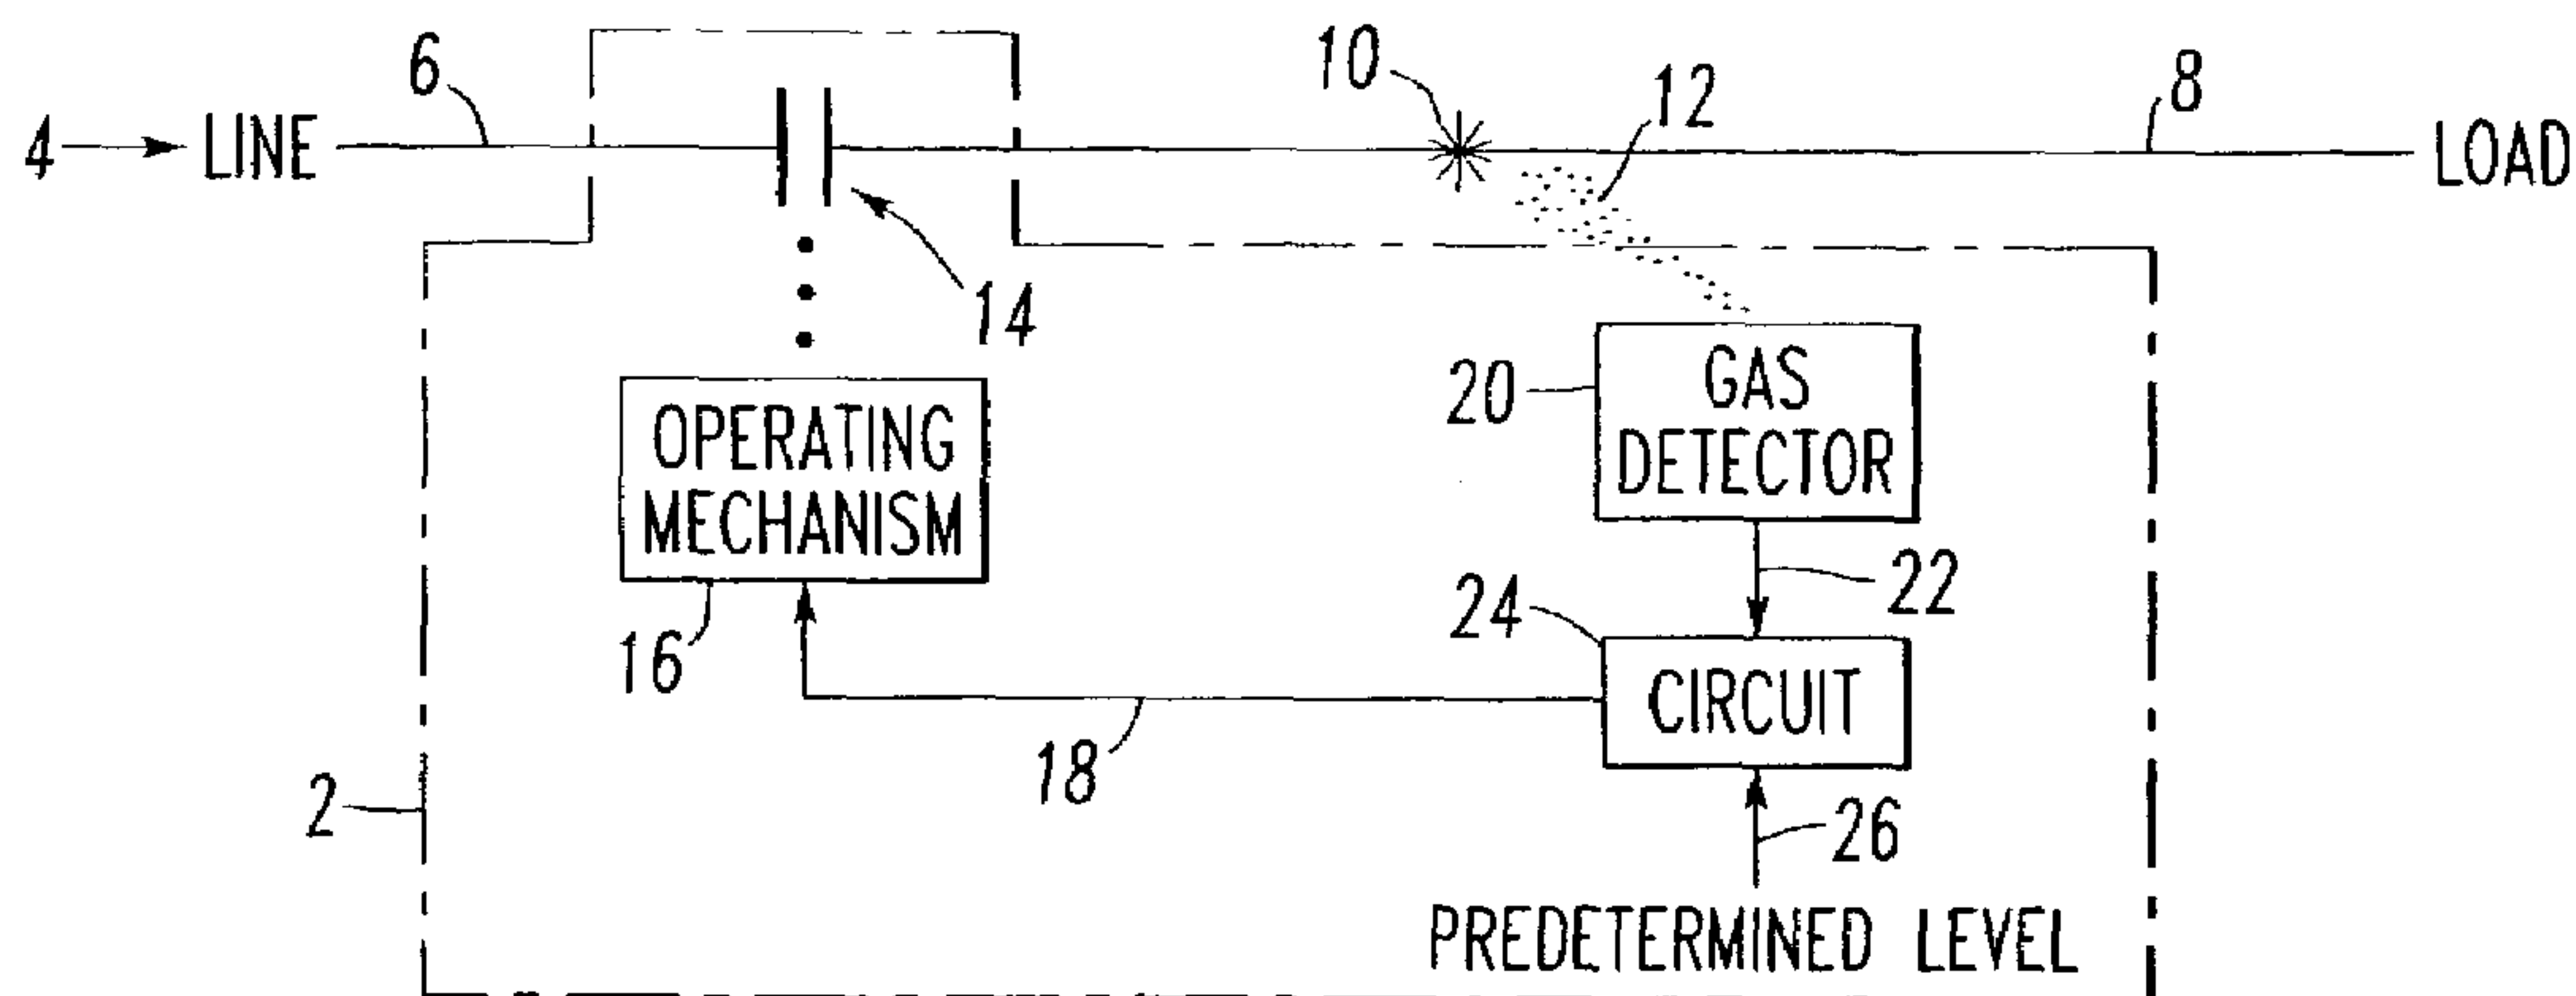 10
12
8
6
4
LINE
LOAD
14
20
GAS
DETECTOR
OPERATING
MECHANISM
22
24
16
CIRCUIT
18
2
26
PREDETERMINED LEVEL